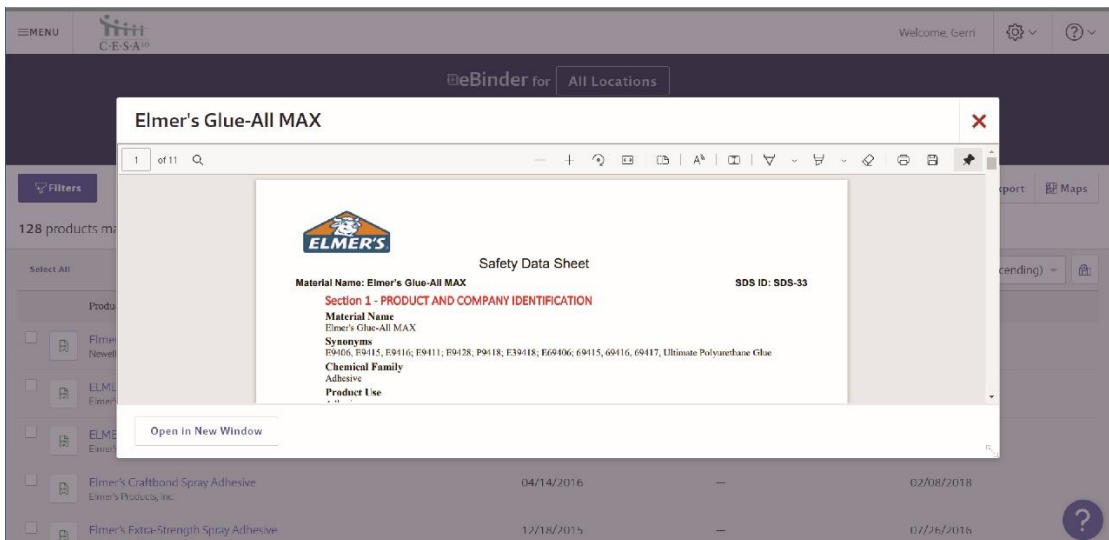 MENU
C·E·S·A 10
Welcome, Gerri
eBinder for All Locations
Elmer's Glue-All MAX
1 of 11
Filters
Maps
128 products
Select All
ELMER'S
Safety Data Sheet
Material Name: Elmer's Glue-All MAX SDS ID: SDS-33
Section 1 - PRODUCT AND COMPANY IDENTIFICATION
Material Name
Elmer's Glue-All MAX
Synonyms
E9406, E9415, E9416; E9411; E9428; P9418; E39418; E69406; 69415, 69416, 69417, Ultimate Polyurethane Glue
Chemical Family
Adhesive
Product Use
Open in New Window
Elmer's Craftbond Spray Adhesive 04/14/2016 — 02/08/2018
Elmer's Products, Inc.
Elmer's Extra-Strength Spray Adhesive 12/18/2015 — 07/26/2016
?